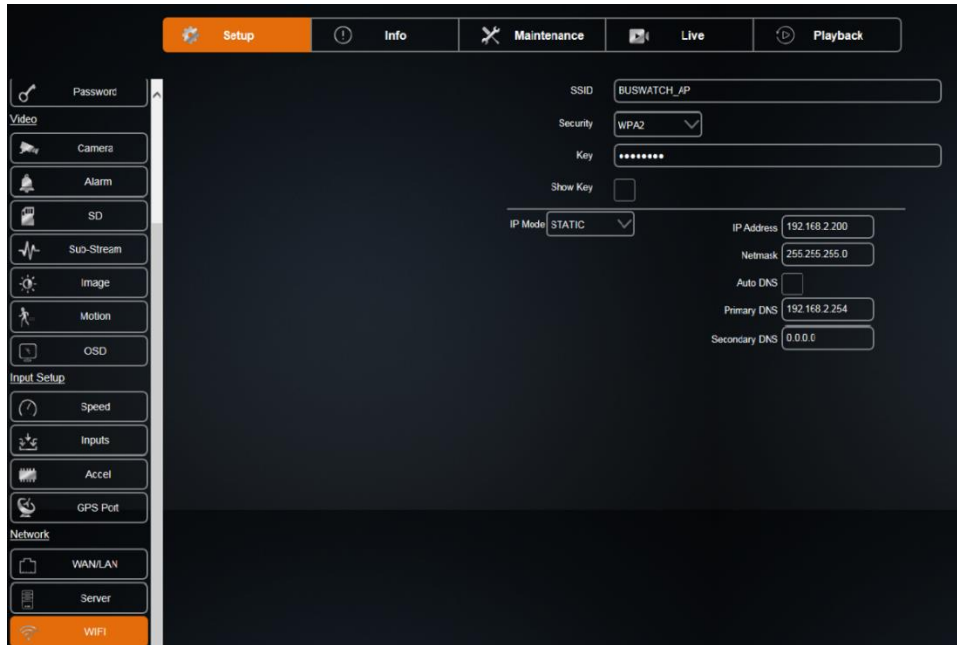 Setup Info Maintenance Live Playback
Password
Video
Camera
Alarm
SD
Sub-Stream
Image
Motion
OSD
Input Setup
Speed
Inputs
Accel
GPS Port
Network
WAN/LAN
Server
WIFI
SSID BUSWATCH_AP
Security WPA2
Key ••••••••
Show Key
IP Mode STATIC
IP Address 192.168.2.200
Netmask 255.255.255.0
Auto DNS
Primary DNS 192.168.2.254
Secondary DNS 0.0.0.0